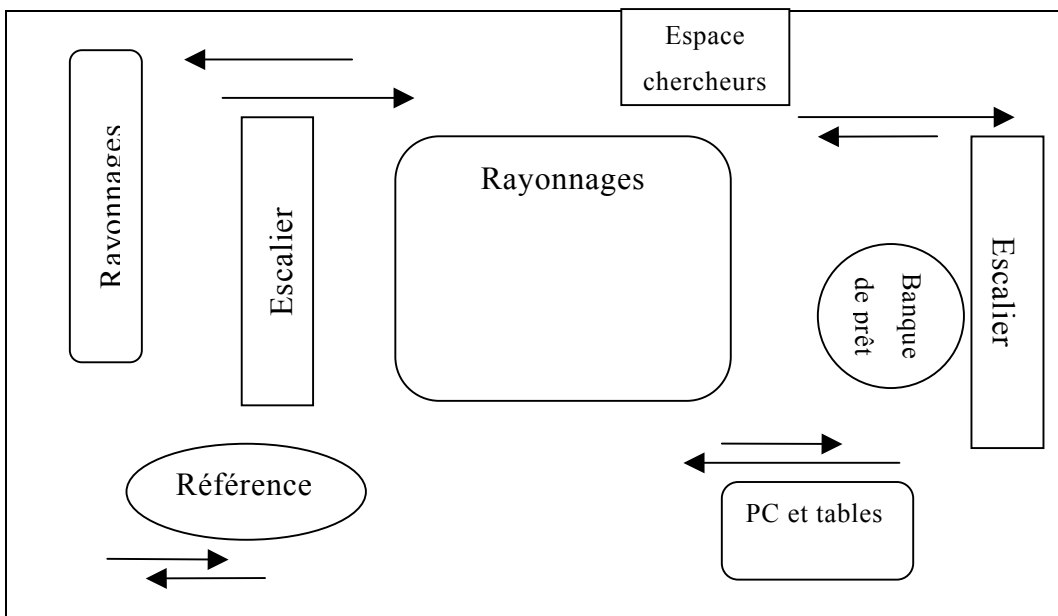 Espace
chercheurs
Rayonnages
Rayonnages
Escalier
Banque
de prêt
Escalier
Référence
PC et tables